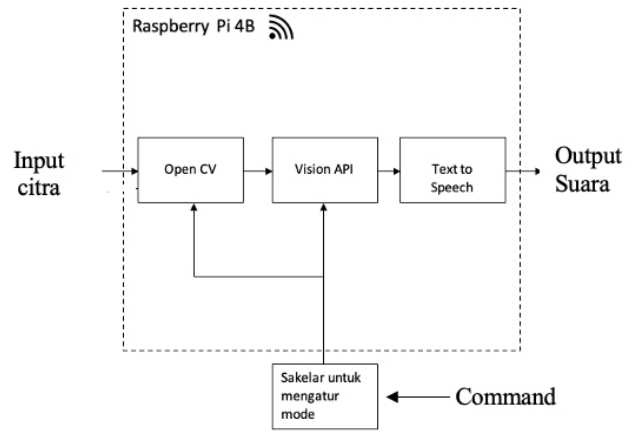 Raspberry Pi 4B
Input
citra
Open CV
Vision API
Text to
Speech
Output
Suara
Sakelar untuk
mengatur
mode
Command